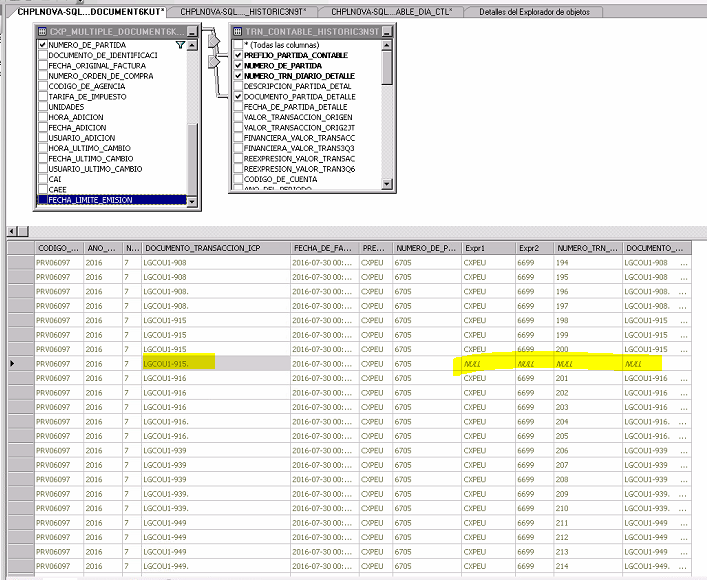 CHPLNOVA-SQL...DOCUMENT6KUT* CHPLNOVA-SQL..._HISTORIC3N9T* CHPLNOVA-SQL...ABLE_DIA_CTL* Detalles del Explorador de objetos
CXP_MULTIPLE_DOCUMENT6K...
NUMERO_DE_PARTIDA
DOCUMENTO_DE_IDENTIFICACI
FECHA_ORIGINAL_FACTURA
NUMERO_ORDEN_DE_COMPRA
CODIGO_DE_AGENCIA
TARIFA_DE_IMPUESTO
UNIDADES
HORA_ADICION
FECHA_ADICION
USUARIO_ADICION
HORA_ULTIMO_CAMBIO
FECHA_ULTIMO_CAMBIO
USUARIO_ULTIMO_CAMBIO
CAI
CAEE
FECHA_LIMITE_EMISION
TRN_CONTABLE_HISTORIC3N9T
* (Todas las columnas)
PREFIJO_PARTIDA_CONTABLE
NUMERO_DE_PARTIDA
NUMERO_TRN_DIARIO_DETALLE
DESCRIPCION_PARTIDA_DETAL
DOCUMENTO_PARTIDA_DETALLE
FECHA_DE_PARTIDA_DETALLE
VALOR_TRANSACCION_ORIGEN
VALOR_TRANSACCION_ORIG2JT
FINANCIERA_VALOR_TRANSACC
FINANCIERA_VALOR_TRANS3Q3
REEXPRESION_VALOR_TRANSAC
REEXPRESION_VALOR_TRAN3Q6
CODIGO_DE_CUENTA
ANO_DEL_PERIODO
CODIGO_... ANO_... N... DOCUMENTO_TRANSACCION_ICP FECHA_DE_FA... PRE... NUMERO_DE_P... Expr1 Expr2 NUMERO_TRN_... DOCUMENTO_...
PRV06097 2016 7 LGCOU1-908 2016-07-30 00:... CXPEU 6705 CXPEU 6699 194 LGCOU1-908 ...
PRV06097 2016 7 LGCOU1-908 2016-07-30 00:... CXPEU 6705 CXPEU 6699 195 LGCOU1-908 ...
PRV06097 2016 7 LGCOU1-908. 2016-07-30 00:... CXPEU 6705 CXPEU 6699 196 LGCOU1-908. ...
PRV06097 2016 7 LGCOU1-908. 2016-07-30 00:... CXPEU 6705 CXPEU 6699 197 LGCOU1-908. ...
PRV06097 2016 7 LGCOU1-915 2016-07-30 00:... CXPEU 6705 CXPEU 6699 198 LGCOU1-915 ...
PRV06097 2016 7 LGCOU1-915 2016-07-30 00:... CXPEU 6705 CXPEU 6699 199 LGCOU1-915 ...
PRV06097 2016 7 LGCOU1-915 2016-07-30 00:... CXPEU 6705 CXPEU 6699 200 LGCOU1-915 ...
PRV06097 2016 7 LGCOU1-915. 2016-07-30 00:... CXPEU 6705 NULL NULL NULL NULL
PRV06097 2016 7 LGCOU1-916 2016-07-30 00:... CXPEU 6705 CXPEU 6699 201 LGCOU1-916 ...
PRV06097 2016 7 LGCOU1-916 2016-07-30 00:... CXPEU 6705 CXPEU 6699 202 LGCOU1-916 ...
PRV06097 2016 7 LGCOU1-916 2016-07-30 00:... CXPEU 6705 CXPEU 6699 203 LGCOU1-916 ...
PRV06097 2016 7 LGCOU1-916. 2016-07-30 00:... CXPEU 6705 CXPEU 6699 204 LGCOU1-916. ...
PRV06097 2016 7 LGCOU1-916. 2016-07-30 00:... CXPEU 6705 CXPEU 6699 205 LGCOU1-916. ...
PRV06097 2016 7 LGCOU1-939 2016-07-30 00:... CXPEU 6705 CXPEU 6699 206 LGCOU1-939 ...
PRV06097 2016 7 LGCOU1-939 2016-07-30 00:... CXPEU 6705 CXPEU 6699 207 LGCOU1-939 ...
PRV06097 2016 7 LGCOU1-939 2016-07-30 00:... CXPEU 6705 CXPEU 6699 208 LGCOU1-939 ...
PRV06097 2016 7 LGCOU1-939. 2016-07-30 00:... CXPEU 6705 CXPEU 6699 209 LGCOU1-939. ...
PRV06097 2016 7 LGCOU1-939. 2016-07-30 00:... CXPEU 6705 CXPEU 6699 210 LGCOU1-939. ...
PRV06097 2016 7 LGCOU1-949 2016-07-30 00:... CXPEU 6705 CXPEU 6699 211 LGCOU1-949 ...
PRV06097 2016 7 LGCOU1-949 2016-07-30 00:... CXPEU 6705 CXPEU 6699 212 LGCOU1-949 ...
PRV06097 2016 7 LGCOU1-949 2016-07-30 00:... CXPEU 6705 CXPEU 6699 213 LGCOU1-949 ...
PRV06097 2016 7 LGCOU1-949. 2016-07-30 00:... CXPEU 6705 CXPEU 6699 214 LGCOU1-949. ...